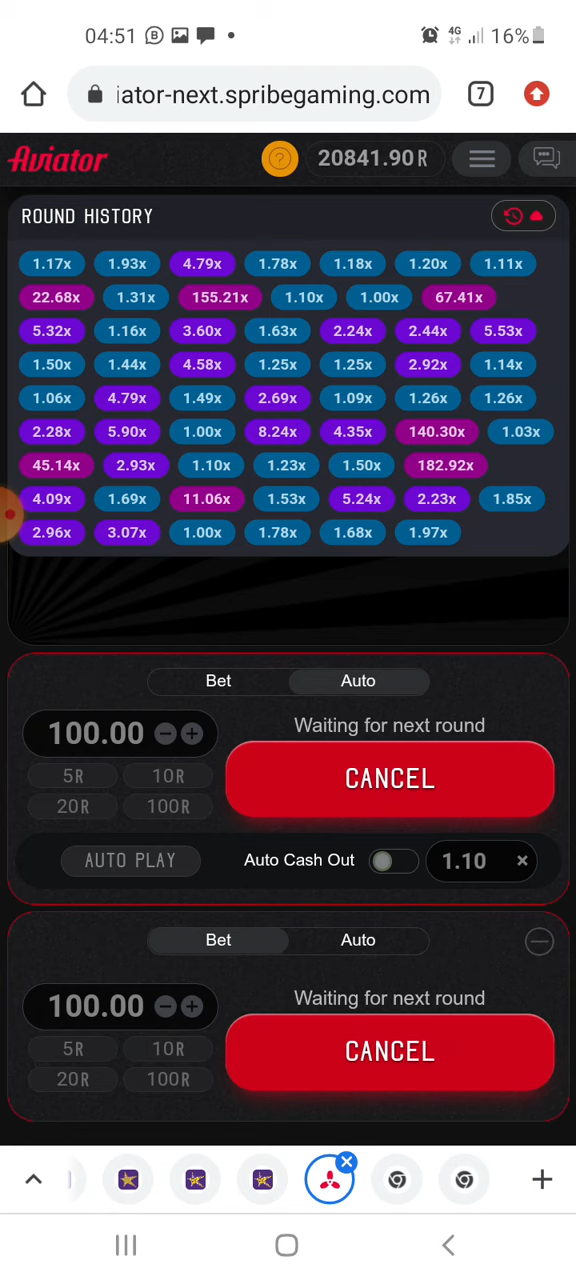 04:51 4G 16%
iator-next.spribegaming.com 7
Aviator ? 20841.90 R
ROUND HISTORY
1.17x 1.93x 4.79x 1.78x 1.18x 1.20x 1.11x
22.68x 1.31x 155.21x 1.10x 1.00x 67.41x
5.32x 1.16x 3.60x 1.63x 2.24x 2.44x 5.53x
1.50x 1.44x 4.58x 1.25x 1.25x 2.92x 1.14x
1.06x 4.79x 1.49x 2.69x 1.09x 1.26x 1.26x
2.28x 5.90x 1.00x 8.24x 4.35x 140.30x 1.03x
45.14x 2.93x 1.10x 1.23x 1.50x 182.92x
4.09x 1.69x 11.06x 1.53x 5.24x 2.23x 1.85x
2.96x 3.07x 1.00x 1.78x 1.68x 1.97x
Bet Auto
100.00
Waiting for next round
5R 10R
20R 100R
CANCEL
AUTO PLAY Auto Cash Out 1.10 ×
Bet Auto
100.00
Waiting for next round
5R 10R
20R 100R
CANCEL